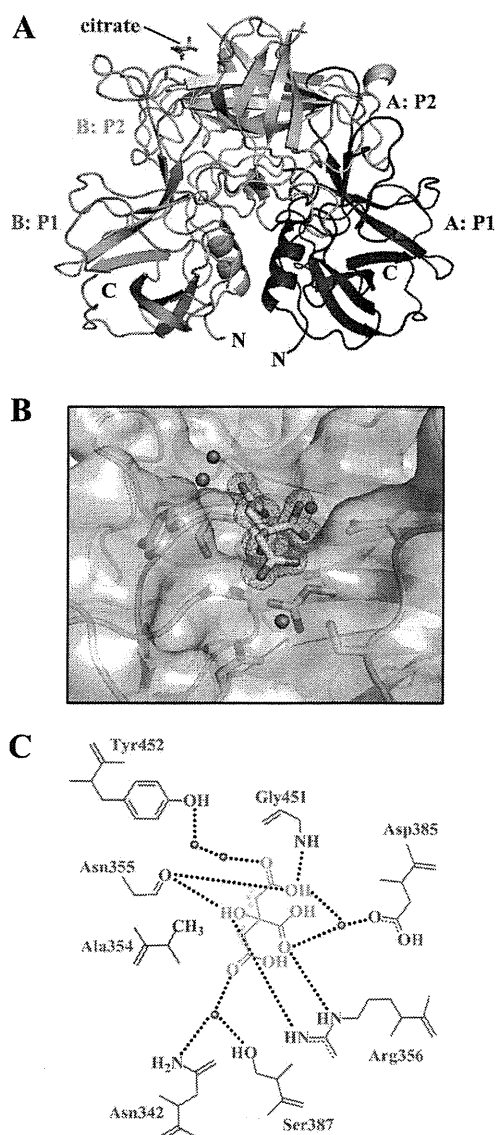 A
citrate
A: P2
B: P2
B: P1
A: P1
C
C
N
N
B
C
Tyr452
OH
Gly451
NH
Asp385
Asn355
O
O
OH
HO
OH
O
O
OH
CH3
Ala354
O
OH
HN
HN
Arg356
H2N
HO
Asn342
Ser387